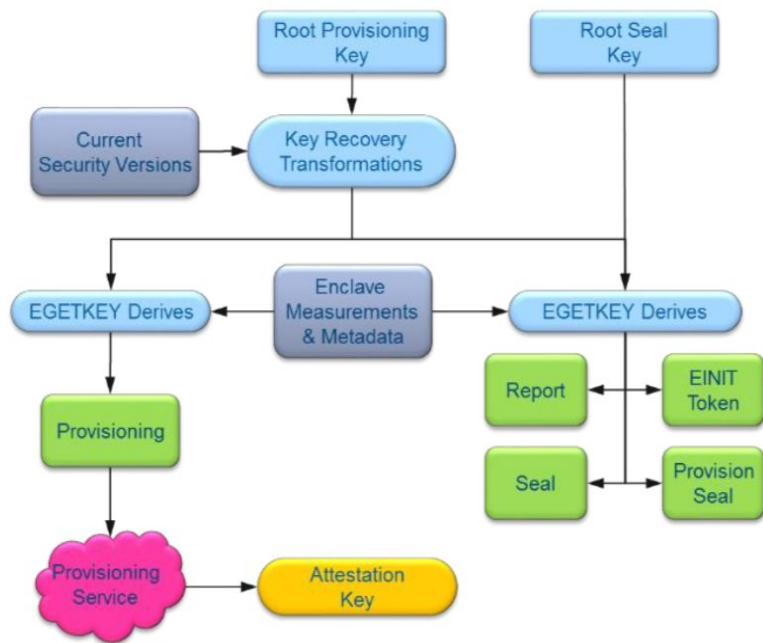 Root Provisioning
Key
Root Seal
Key
Current
Security Versions
Key Recovery
Transformations
EGETKEY Derives
Enclave
Measurements
& Metadata
EGETKEY Derives
Report
EINIT
Token
Provisioning
Seal
Provision
Seal
Provisioning
Service
Attestation
Key